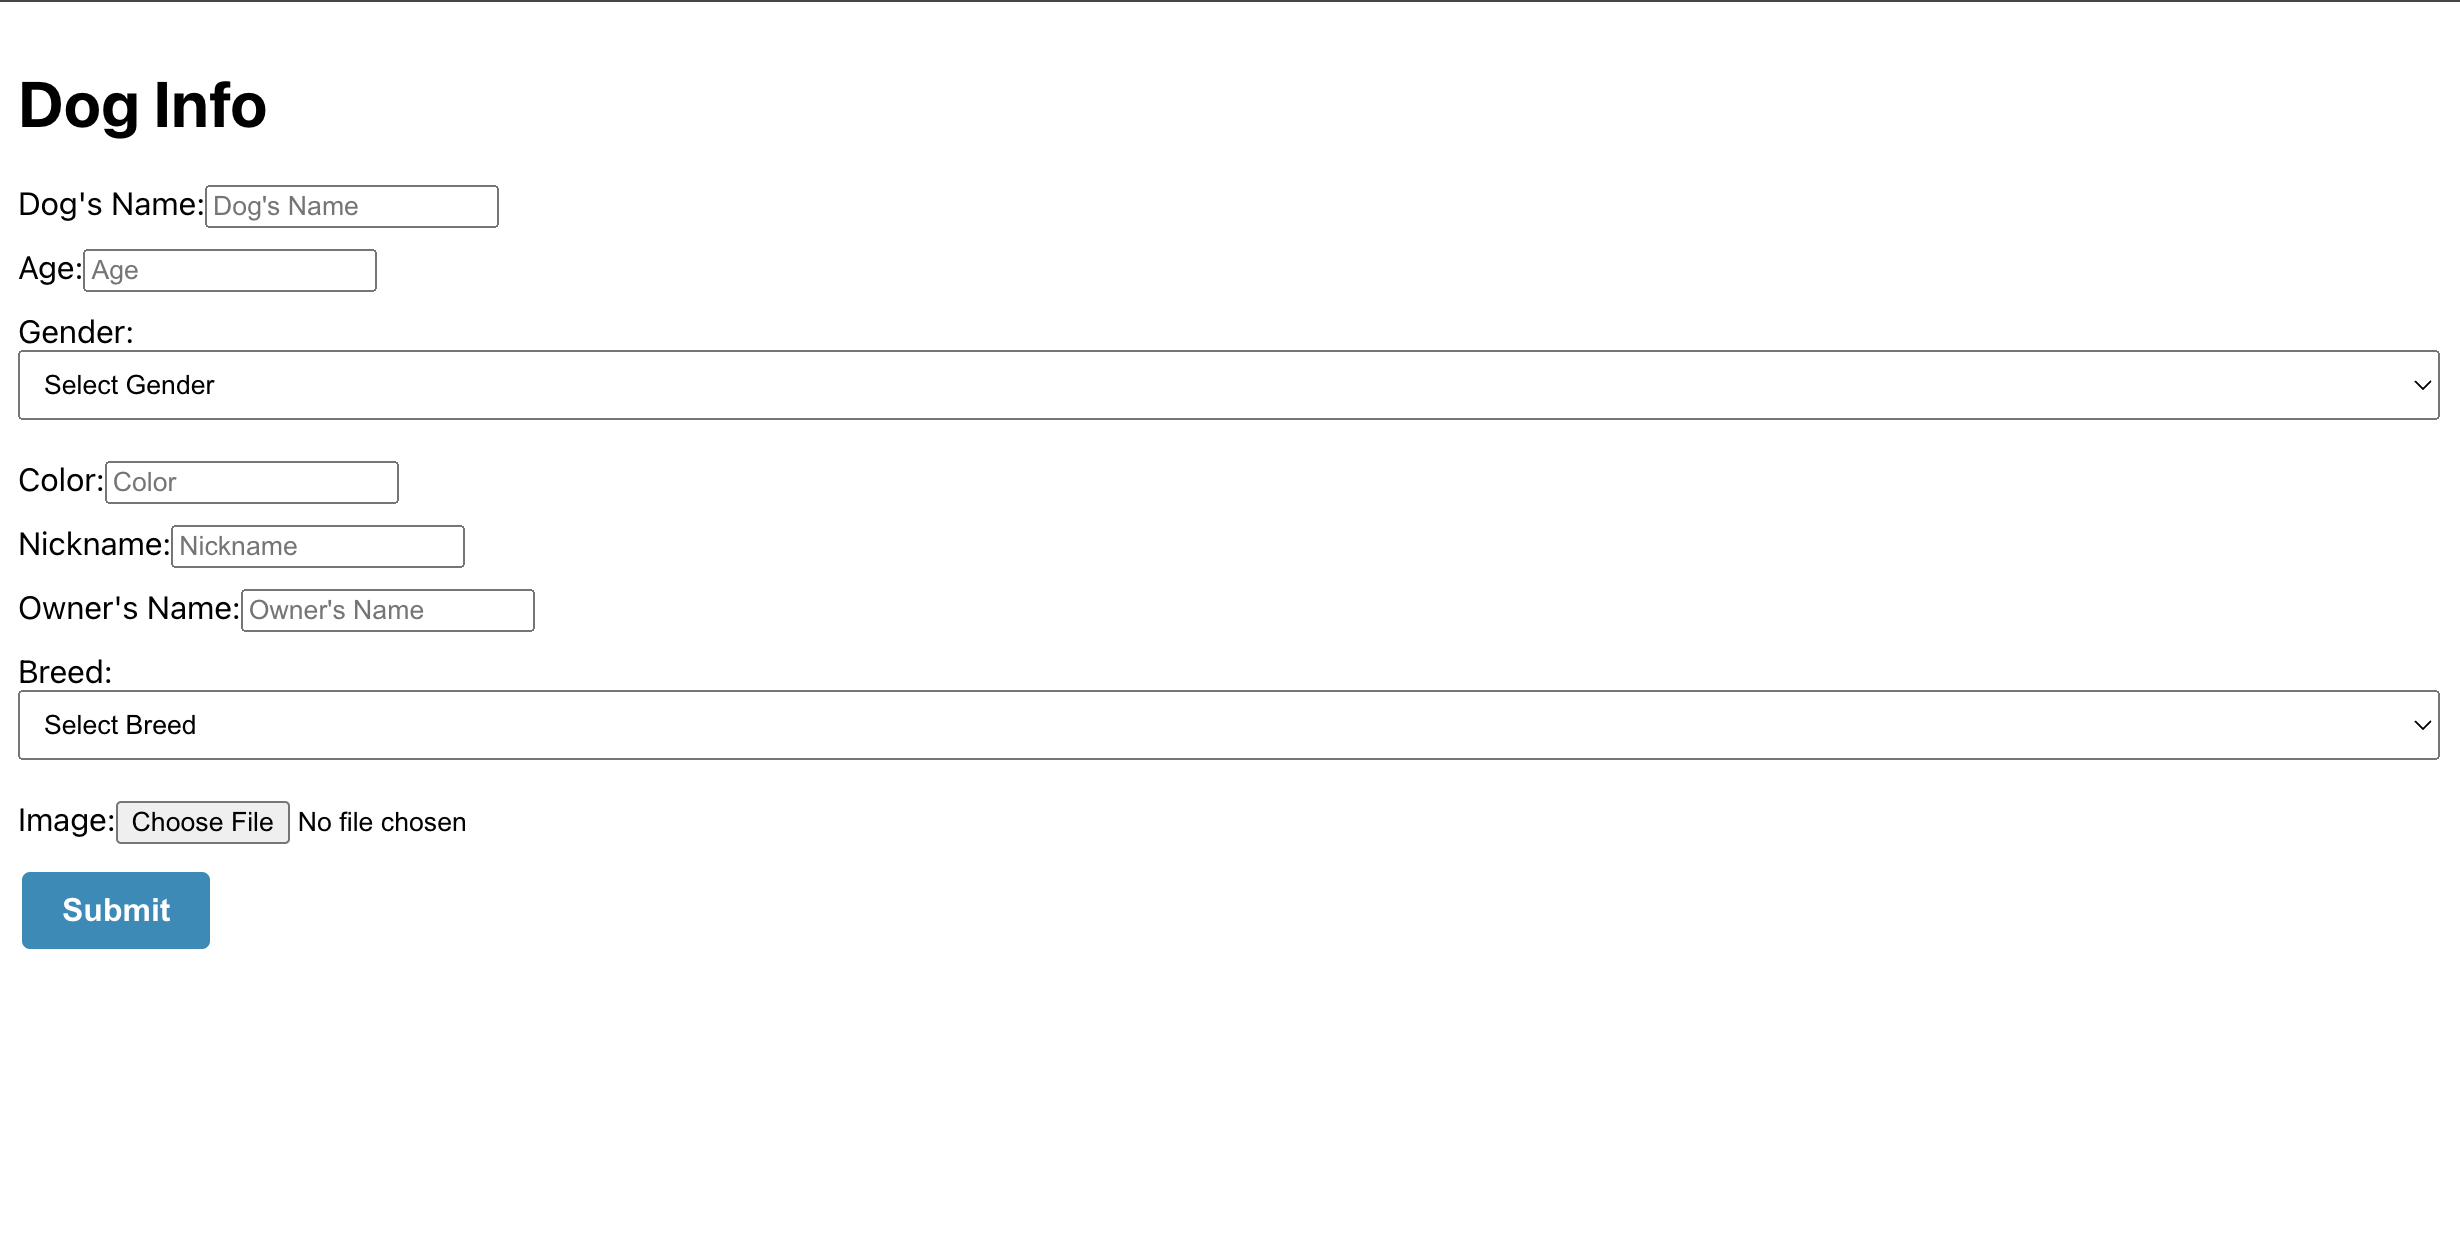 Dog Info
Dog's Name: Dog's Name
Age: Age
Gender:
Select Gender
Color: Color
Nickname: Nickname
Owner's Name: Owner's Name
Breed:
Select Breed
Image: Choose File No file chosen
Submit